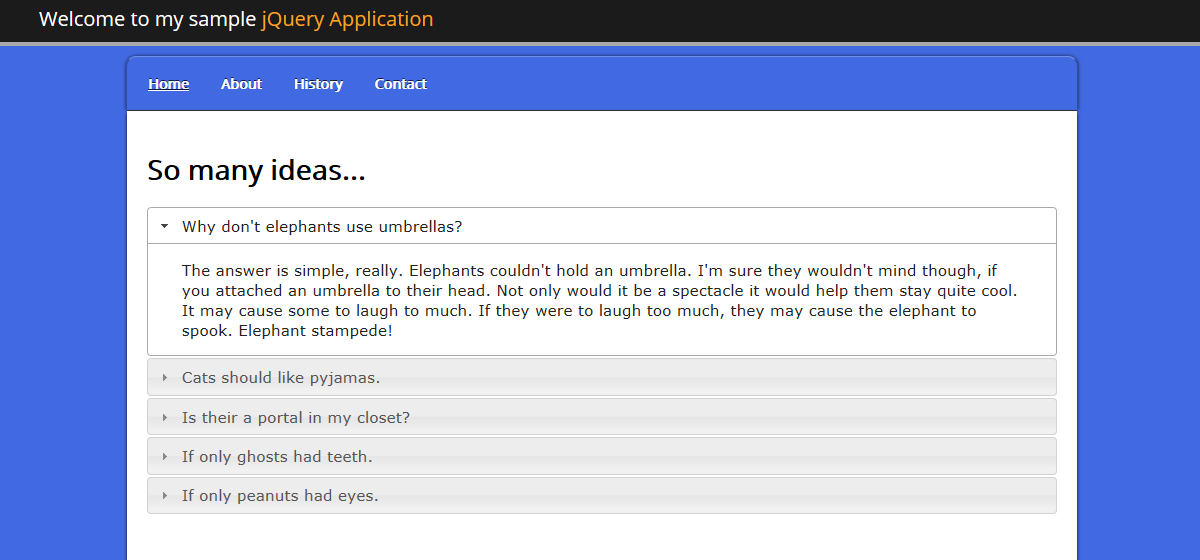 Welcome to my sample jQuery Application
Home About History Contact
So many ideas...
Why don't elephants use umbrellas?
The answer is simple, really. Elephants couldn't hold an umbrella. I'm sure they wouldn't mind though, if
you attached an umbrella to their head. Not only would it be a spectacle it would help them stay quite cool.
It may cause some to laugh to much. If they were to laugh too much, they may cause the elephant to
spook. Elephant stampede!
Cats should like pyjamas.
Is their a portal in my closet?
If only ghosts had teeth.
If only peanuts had eyes.